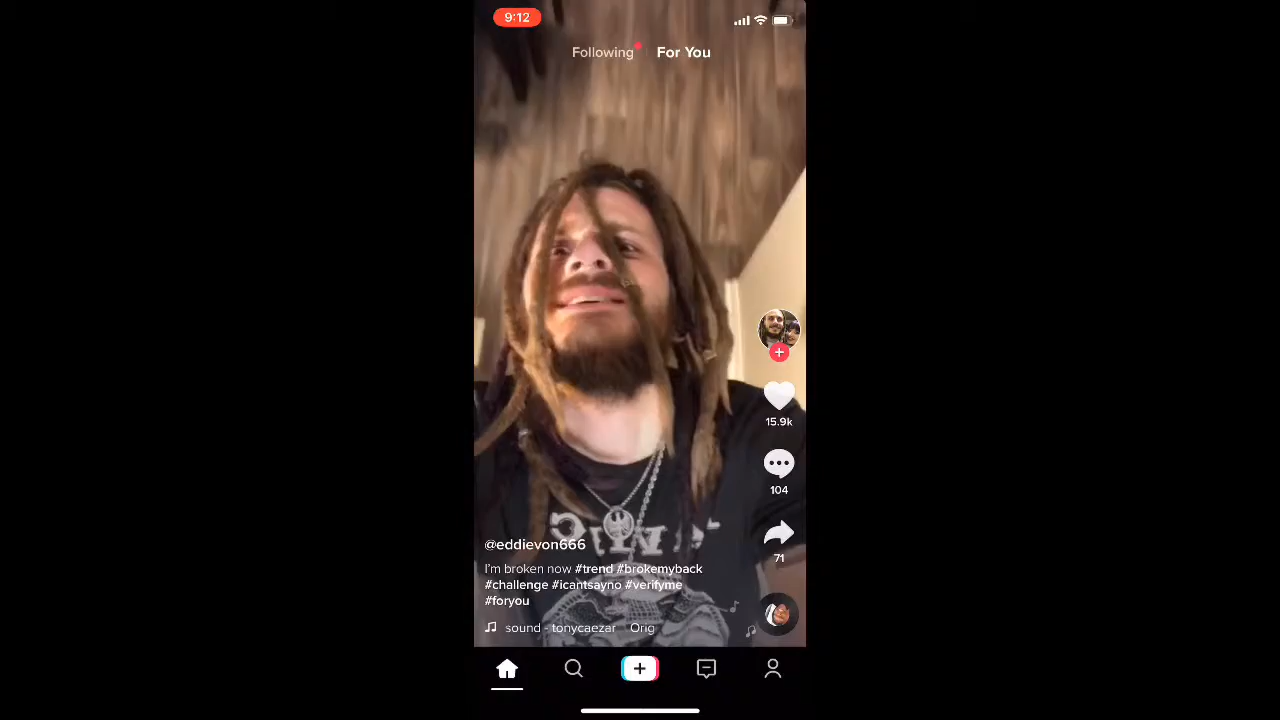 9:12
Following
For You
15.9k
104
71
@eddievon666
I'm broken now #trend #brokemyback
#challenge #icantsayno #verifyme
#foryou
sound - tonycaezar Orig